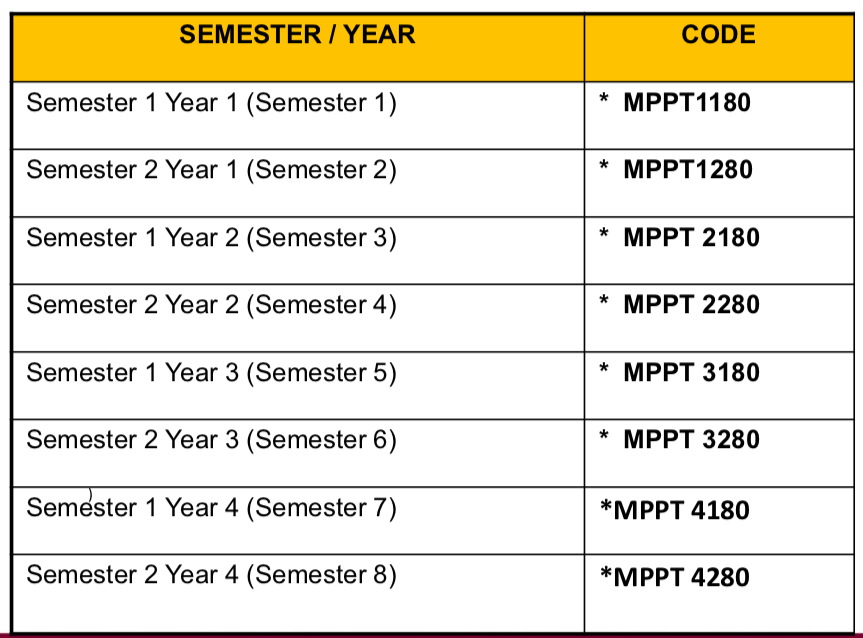 SEMESTER / YEAR CODE
Semester 1 Year 1 (Semester 1) * MPPT1180
Semester 2 Year 1 (Semester 2) * MPPT1280
Semester 1 Year 2 (Semester 3) * MPPT 2180
Semester 2 Year 2 (Semester 4) * MPPT 2280
Semester 1 Year 3 (Semester 5) * MPPT 3180
Semester 2 Year 3 (Semester 6) * MPPT 3280
Semester 1 Year 4 (Semester 7) *MPPT 4180
Semester 2 Year 4 (Semester 8) *MPPT 4280